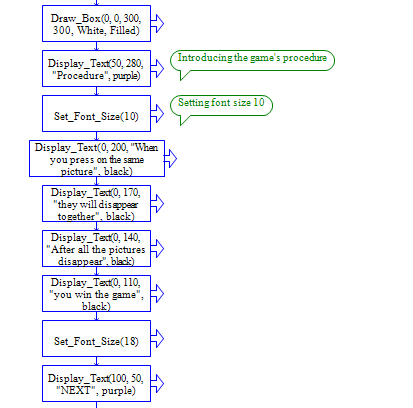 Draw_Box(0, 0, 300,
300, White, Filled)
Display_Text(50, 280,
"Procedure", purple)
Introducing the game's procedure
Set_Font_Size(10)
Setting font size 10
Display_Text(0, 200, "When
you press on the same
picture", black)
Display_Text(0, 170,
"they will disappear
together", black)
Display_Text(0, 140,
"After all the pictures
disappear", black)
Display_Text(0, 110,
"you win the game",
black)
Set_Font_Size(18)
Display_Text(100, 50,
"NEXT", purple)